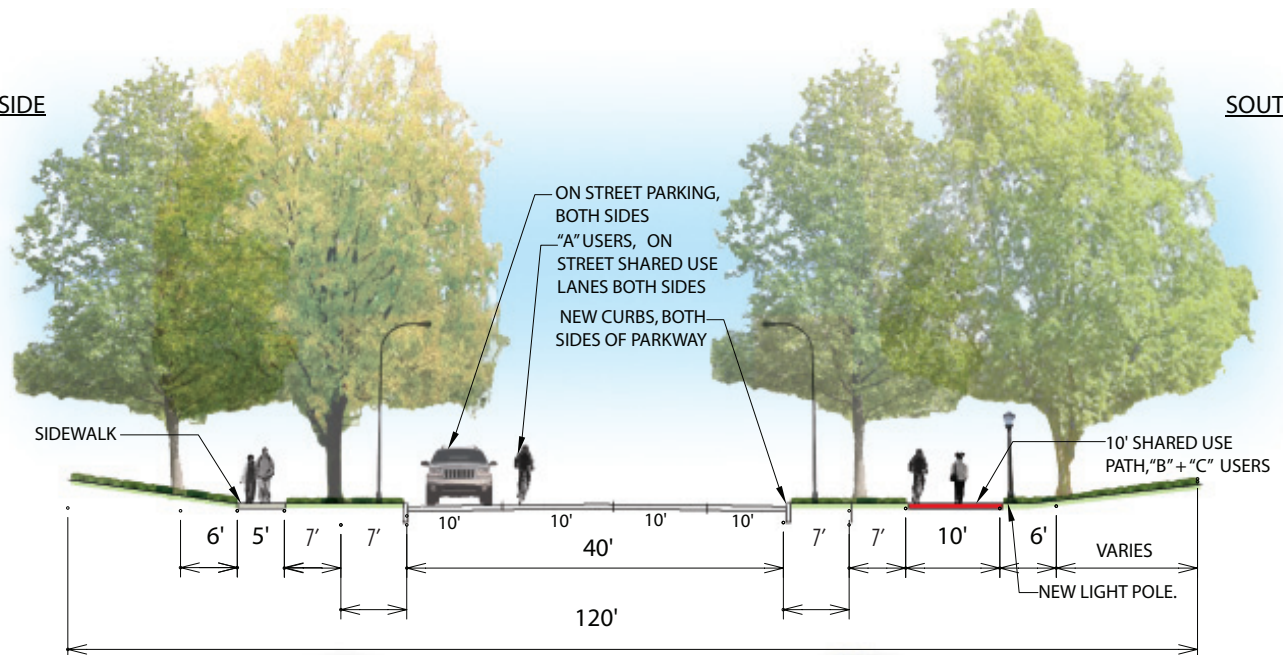 SIDE
SOUT
ON STREET PARKING,
BOTH SIDES
“A” USERS, ON
STREET SHARED USE
LANES BOTH SIDES
NEW CURBS, BOTH
SIDES OF PARKWAY
SIDEWALK
10' SHARED USE
PATH, “B” + “C” USERS
10' 10' 10' 10'
6' 5' 7' 7' 40' 7' 7' 10' 6' VARIES
NEW LIGHT POLE.
120'